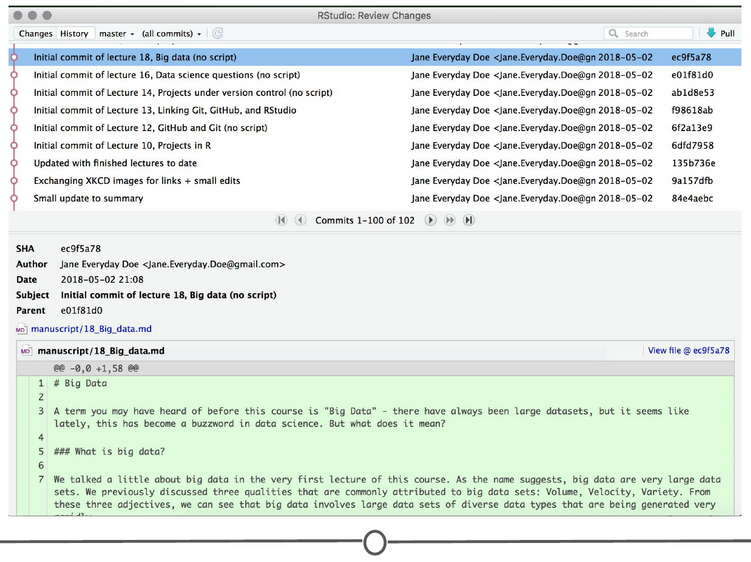 RStudio: Review Changes
Changes History master (all commits) Search Pull
Initial commit of lecture 18, Big data (no script) Jane Everyday Doe <Jane.Everyday.Doe@gn 2018-05-02 ec9f5a78
Initial commit of lecture 16, Data science questions (no script) Jane Everyday Doe <Jane.Everyday.Doe@gn 2018-05-02 e01f81d0
Initial commit of Lecture 14, Projects under version control (no script) Jane Everyday Doe <Jane.Everyday.Doe@gn 2018-05-02 ab1d8e53
Initial commit of Lecture 13, Linking Git, GitHub, and RStudio Jane Everyday Doe <Jane.Everyday.Doe@gn 2018-05-02 f98618ab
Initial commit of Lecture 12, GitHub and Git (no script) Jane Everyday Doe <Jane.Everyday.Doe@gn 2018-05-02 6f2a13e9
Initial commit of Lecture 10, Projects in R Jane Everyday Doe <Jane.Everyday.Doe@gn 2018-05-02 6dfd7958
Updated with finished lectures to date Jane Everyday Doe <Jane.Everyday.Doe@gn 2018-05-02 135b736e
Exchanging XKCD images for links + small edits Jane Everyday Doe <Jane.Everyday.Doe@gn 2018-05-02 9a157dfb
Small update to summary Jane Everyday Doe <Jane.Everyday.Doe@gn 2018-05-02 84e4aebc
Commits 1-100 of 102
SHA ec9f5a78
Author Jane Everyday Doe <Jane.Everyday.Doe@gmail.com>
Date 2018-05-02 21:08
Subject Initial commit of lecture 18, Big data (no script)
Parent e01f81d0
MD manuscript/18_Big_data.md
MD manuscript/18_Big_data.md View file @ ec9f5a78
@@ -0,0 +1,58 @@
1 # Big Data
2
3 A term you may have heard of before this course is "Big Data" - there have always been large datasets, but it seems like
lately, this has become a buzzword in data science. But what does it mean?
4
5 ### What is big data?
6
7 We talked a little about big data in the very first lecture of this course. As the name suggests, big data are very large data
sets. We previously discussed three qualities that are commonly attributed to big data sets: Volume, Velocity, Variety. From
these three adjectives, we can see that big data involves large data sets of diverse data types that are being generated very